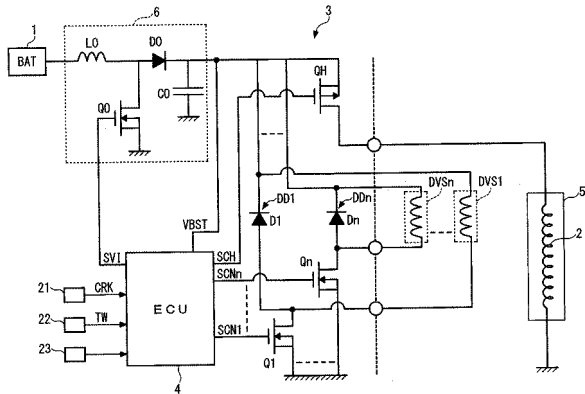 6
3
1
BAT
L0
D0
QH
Q0
C0
5
DVSn
DVS1
DD1
DDn
D1
Dn
2
VBST
SVI
SCH
SCNn
Qn
21
CRK
22
TW
ECU
23
SCN1
Q1
4